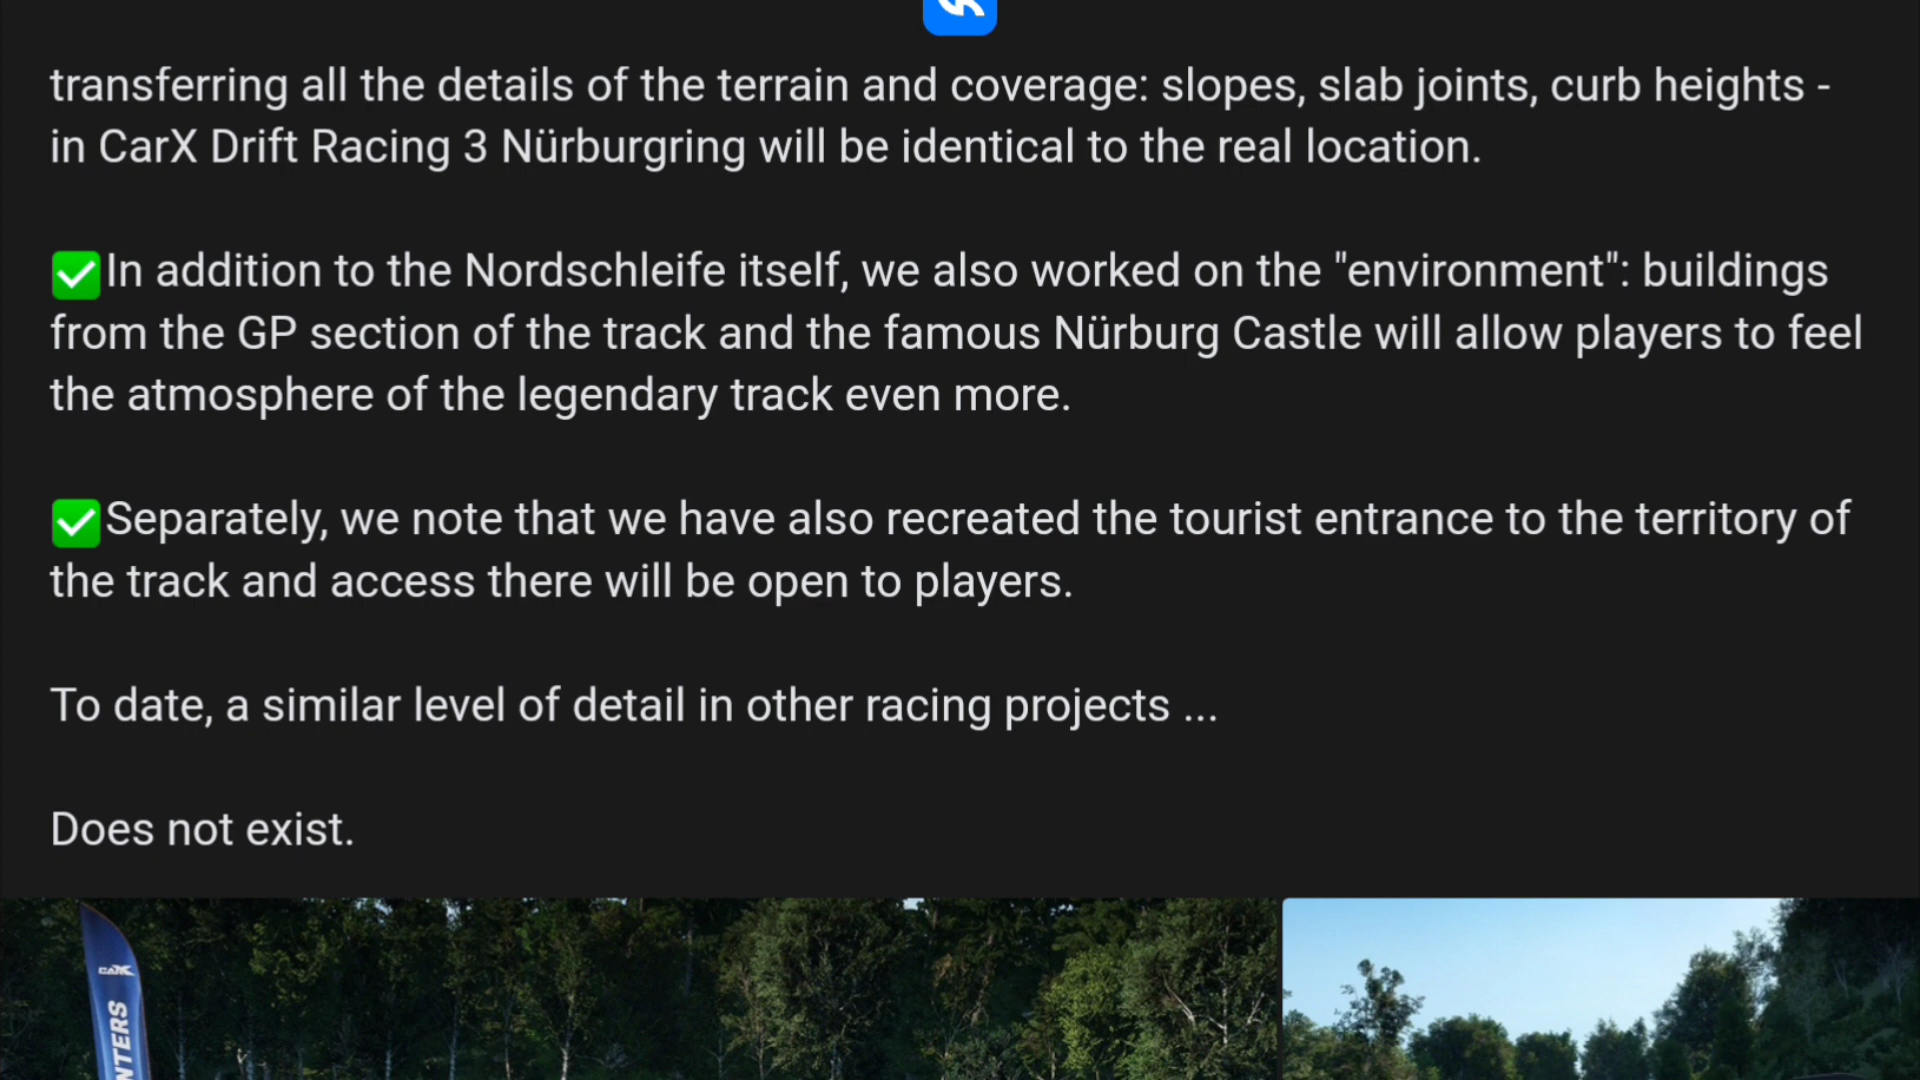 transferring all the details of the terrain and coverage: slopes, slab joints, curb heights -
in CarX Drift Racing 3 Nürburgring will be identical to the real location.
✅In addition to the Nordschleife itself, we also worked on the "environment": buildings
from the GP section of the track and the famous Nürburg Castle will allow players to feel
the atmosphere of the legendary track even more.
✅Separately, we note that we have also recreated the tourist entrance to the territory of
the track and access there will be open to players.
To date, a similar level of detail in other racing projects ...
Does not exist.
CARX